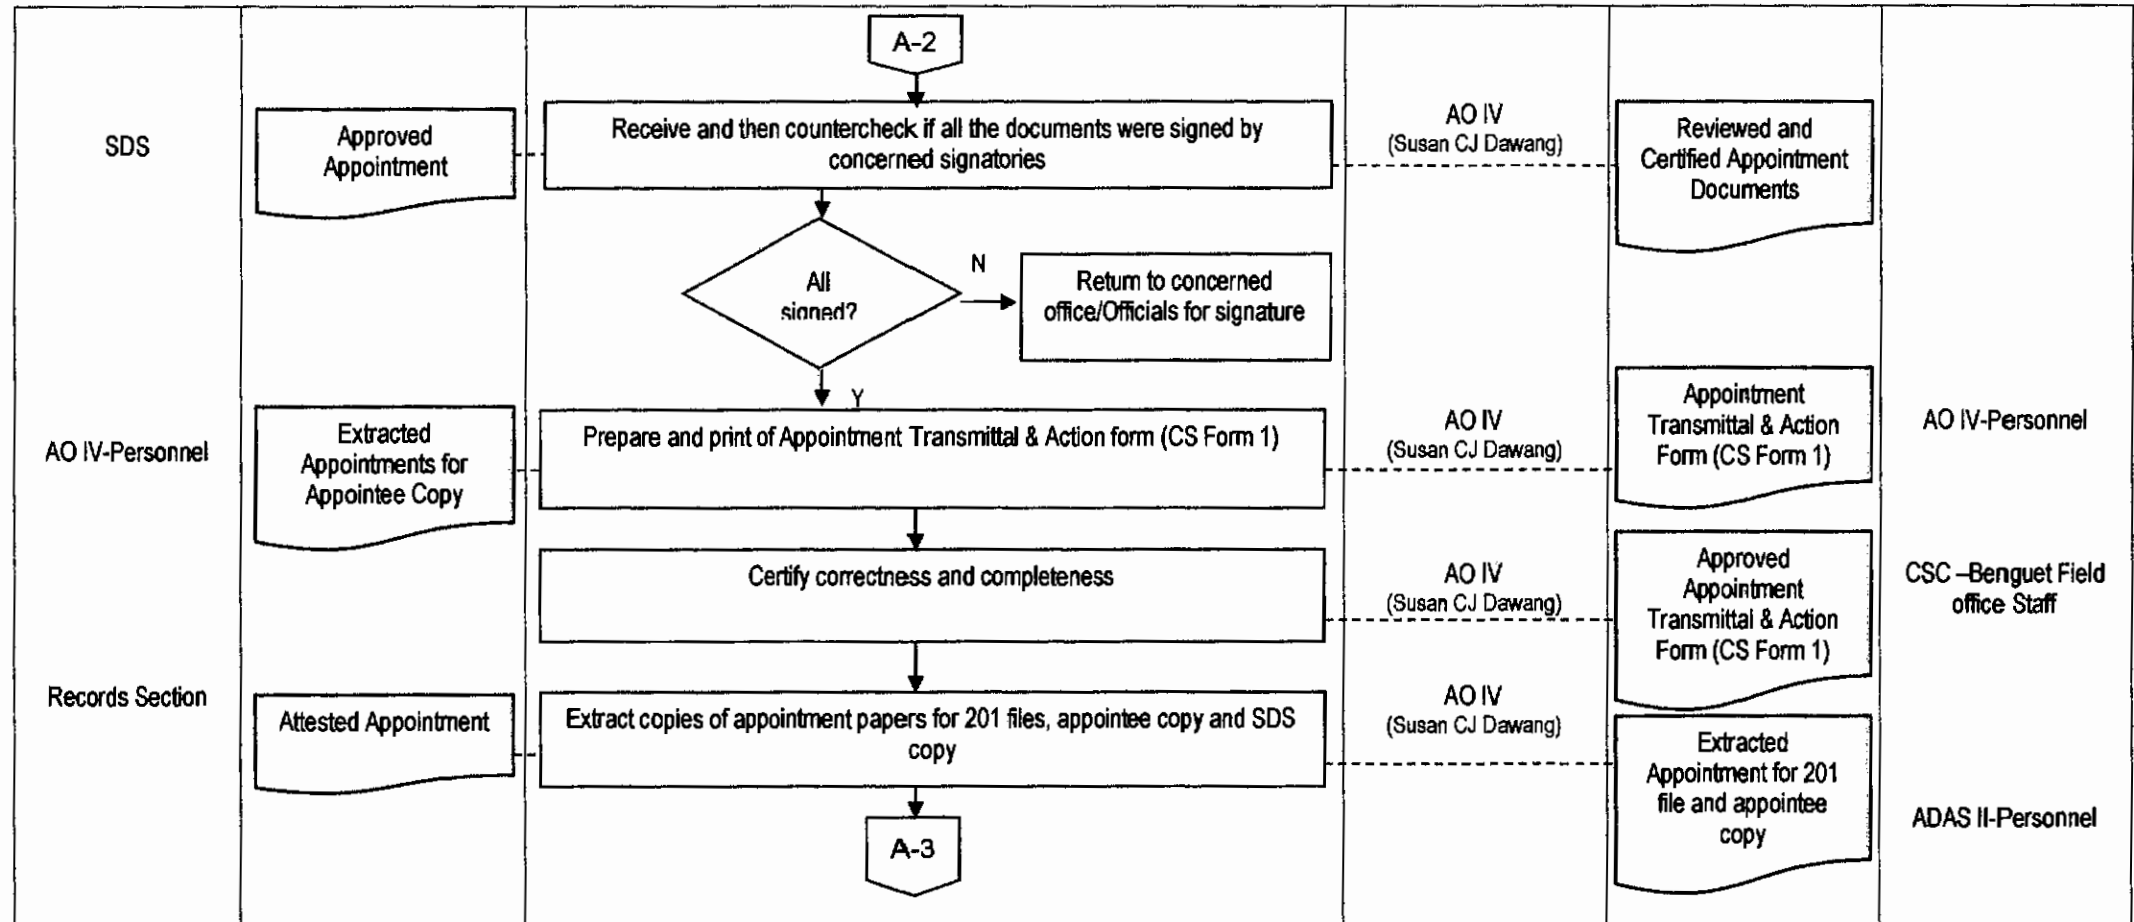 A-2
SDS
Approved
Appointment
Receive and then countercheck if all the documents were signed by
concerned signatories
AO IV
(Susan CJ Dawang)
Reviewed and
Certified Appointment
Documents
All
signed?
N
Return to concerned
office/Officials for signature
Y
AO IV-Personnel
Extracted
Appointments for
Appointee Copy
Prepare and print of Appointment Transmittal & Action form (CS Form 1)
AO IV
(Susan CJ Dawang)
Appointment
Transmittal & Action
Form (CS Form 1)
AO IV-Personnel
Certify correctness and completeness
AO IV
(Susan CJ Dawang)
Approved
Appointment
Transmittal & Action
Form (CS Form 1)
CSC –Benguet Field
office Staff
Records Section
Attested Appointment
Extract copies of appointment papers for 201 files, appointee copy and SDS
copy
AO IV
(Susan CJ Dawang)
Extracted
Appointment for 201
file and appointee
copy
ADAS II-Personnel
A-3